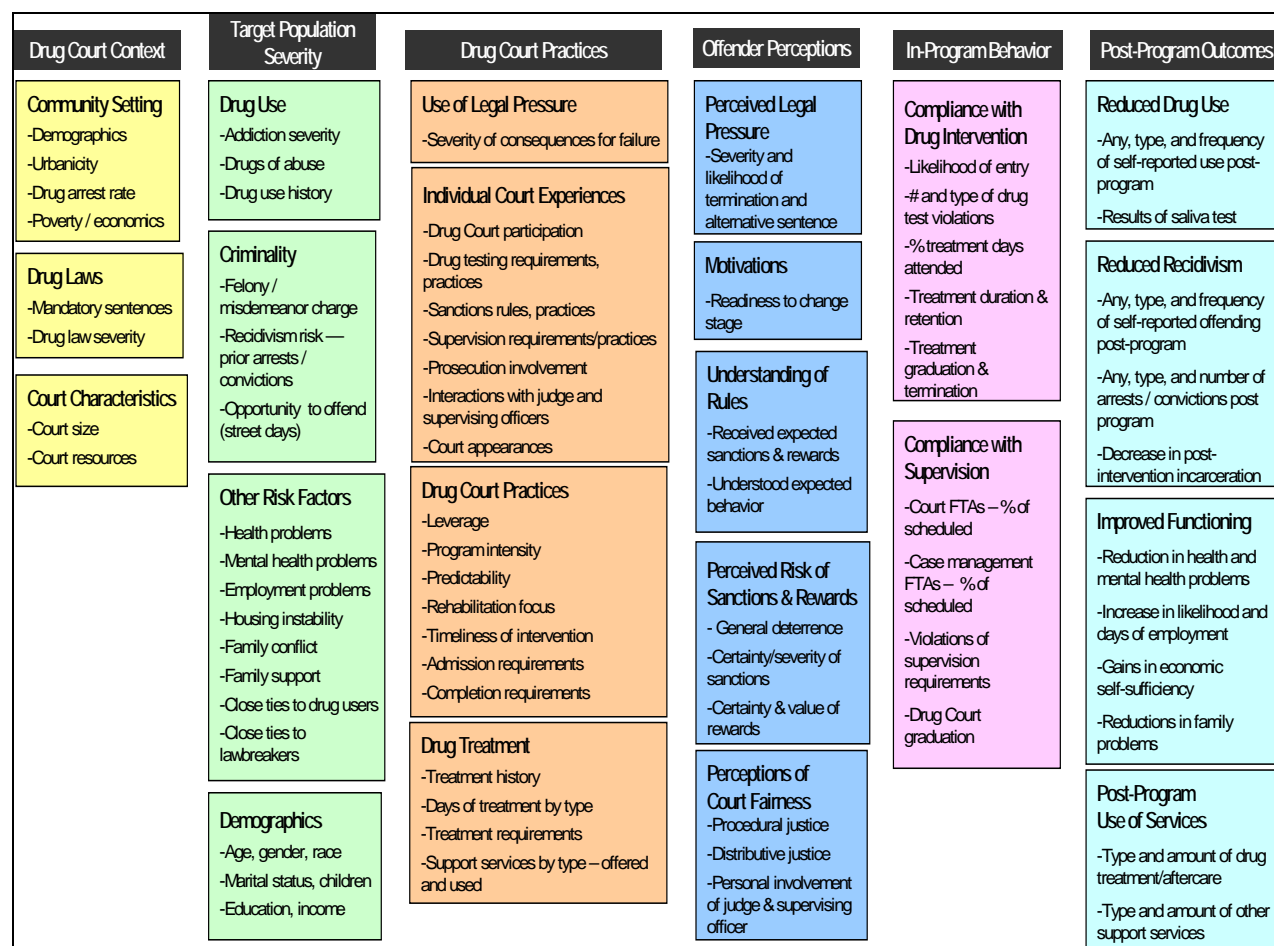 Drug Court Context
Community Setting
-Demographics
-Urbanicity
-Drug arrest rate
-Poverty / economics
Drug Laws
-Mandatory sentences
-Drug law severity
Court Characteristics
-Court size
-Court resources
Target Population
Severity
Drug Use
-Addiction severity
-Drugs of abuse
-Drug use history
Criminality
-Felony /
misdemeanor charge
-Recidivism risk —
prior arrests /
convictions
-Opportunity to offend
(street days)
Other Risk Factors
-Health problems
-Mental health problems
-Employment problems
-Housing instability
-Family conflict
-Family support
-Close ties to drug users
-Close ties to
lawbreakers
Demographics
-Age, gender, race
-Marital status, children
-Education, income
Drug Court Practices
Use of Legal Pressure
-Severity of consequences for failure
Individual Court Experiences
-Drug Court participation
-Drug testing requirements,
practices
-Sanctions rules, practices
-Supervision requirements/practices
-Prosecution involvement
-Interactions with judge and
supervising officers
-Court appearances
Drug Court Practices
-Leverage
-Program intensity
-Predictability
-Rehabilitation focus
-Timeliness of intervention
-Admission requirements
-Completion requirements
Drug Treatment
-Treatment history
-Days of treatment by type
-Treatment requirements
-Support services by type – offered
and used
Offender Perceptions
Perceived Legal
Pressure
-Severity and
likelihood of
termination and
alternative sentence
Motivations
-Readiness to change
stage
Understanding of
Rules
-Received expected
sanctions & rewards
-Understood expected
behavior
Perceived Risk of
Sanctions & Rewards
- General deterrence
-Certainty/severity of
sanctions
-Certainty & value of
rewards
Perceptions of
Court Fairness
-Procedural justice
-Distributive justice
-Personal involvement
of judge & supervising
officer
In-Program Behavior
Compliance with
Drug Intervention
-Likelihood of entry
-# and type of drug
test violations
-% treatment days
attended
-Treatment duration &
retention
-Treatment
graduation &
termination
Compliance with
Supervision
-Court FTAs – % of
scheduled
-Case management
FTAs – % of
scheduled
-Violations of
supervision
requirements
-Drug Court
graduation
Post-Program Outcomes
Reduced Drug Use
-Any, type, and frequency
of self-reported use post-
program
-Results of saliva test
Reduced Recidivism
-Any, type, and frequency
of self-reported offending
post-program
-Any, type, and number of
arrests / convictions post
program
-Decrease in post-
intervention incarceration
Improved Functioning
-Reduction in health and
mental health problems
-Increase in likelihood and
days of employment
-Gains in economic
self-sufficiency
-Reductions in family
problems
Post-Program
Use of Services
-Type and amount of drug
treatment/aftercare
-Type and amount of other
support services